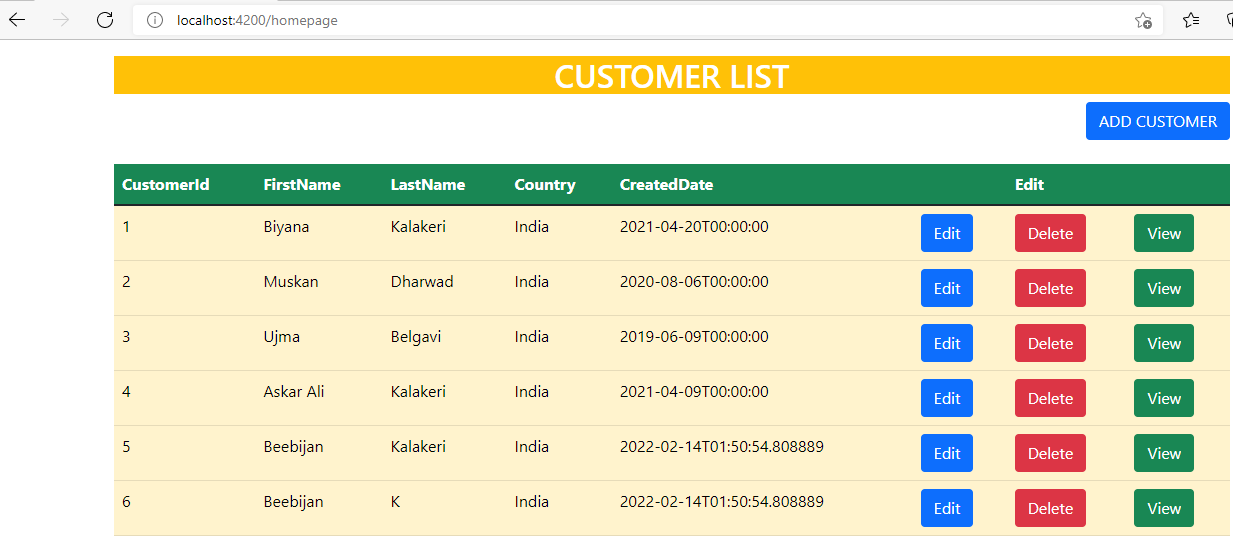 localhost:4200/homepage
CUSTOMER LIST
ADD CUSTOMER
CustomerId FirstName LastName Country CreatedDate Edit
1 Biyana Kalakeri India 2021-04-20T00:00:00 Edit Delete View
2 Muskan Dharwad India 2020-08-06T00:00:00 Edit Delete View
3 Ujma Belgavi India 2019-06-09T00:00:00 Edit Delete View
4 Askar Ali Kalakeri India 2021-04-09T00:00:00 Edit Delete View
5 Beebijan Kalakeri India 2022-02-14T01:50:54.808889 Edit Delete View
6 Beebijan K India 2022-02-14T01:50:54.808889 Edit Delete View